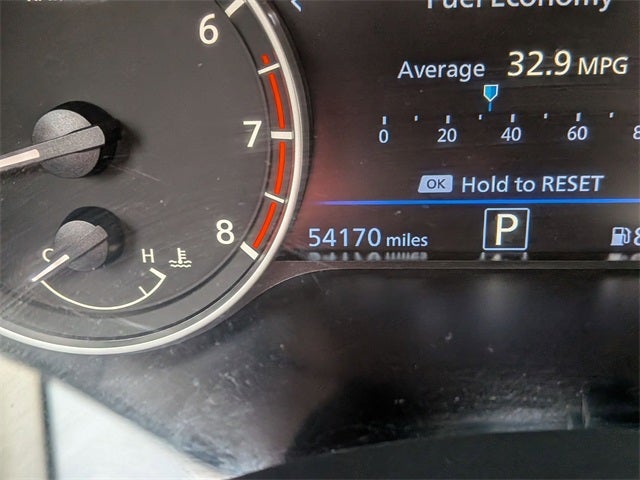 Fuel Economy
6
Average 32.9 MPG
7
0 20 40 60
OK Hold to RESET
8
54170 miles P
C H